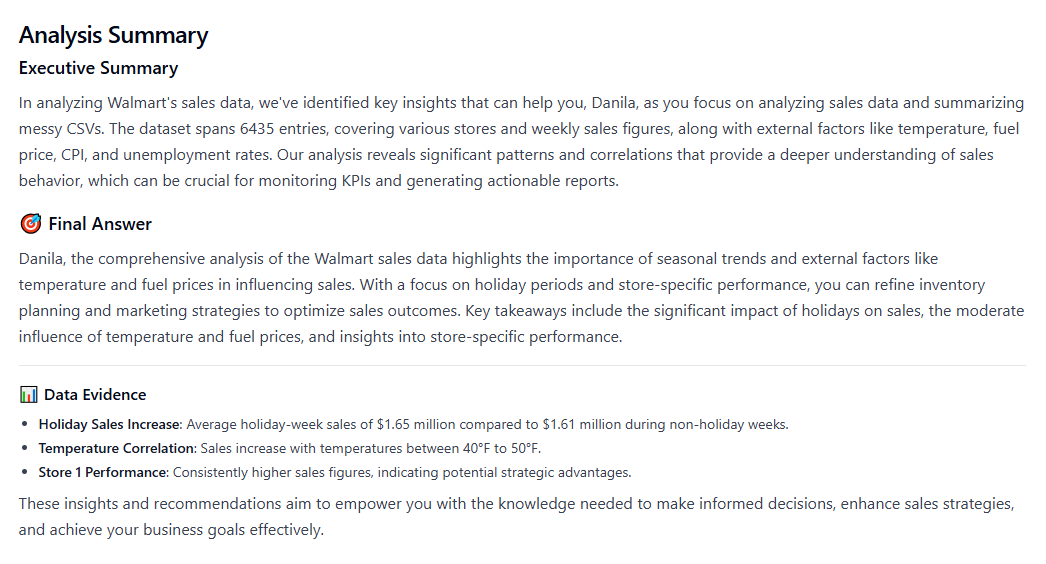 Analysis Summary
Executive Summary
In analyzing Walmart's sales data, we've identified key insights that can help you, Danila, as you focus on analyzing sales data and summarizing
messy CSVs. The dataset spans 6435 entries, covering various stores and weekly sales figures, along with external factors like temperature, fuel
price, CPI, and unemployment rates. Our analysis reveals significant patterns and correlations that provide a deeper understanding of sales
behavior, which can be crucial for monitoring KPIs and generating actionable reports.
🎯 Final Answer
Danila, the comprehensive analysis of the Walmart sales data highlights the importance of seasonal trends and external factors like
temperature and fuel prices in influencing sales. With a focus on holiday periods and store-specific performance, you can refine inventory
planning and marketing strategies to optimize sales outcomes. Key takeaways include the significant impact of holidays on sales, the moderate
influence of temperature and fuel prices, and insights into store-specific performance.
📊 Data Evidence
• Holiday Sales Increase: Average holiday-week sales of $1.65 million compared to $1.61 million during non-holiday weeks.
• Temperature Correlation: Sales increase with temperatures between 40°F to 50°F.
• Store 1 Performance: Consistently higher sales figures, indicating potential strategic advantages.
These insights and recommendations aim to empower you with the knowledge needed to make informed decisions, enhance sales strategies,
and achieve your business goals effectively.